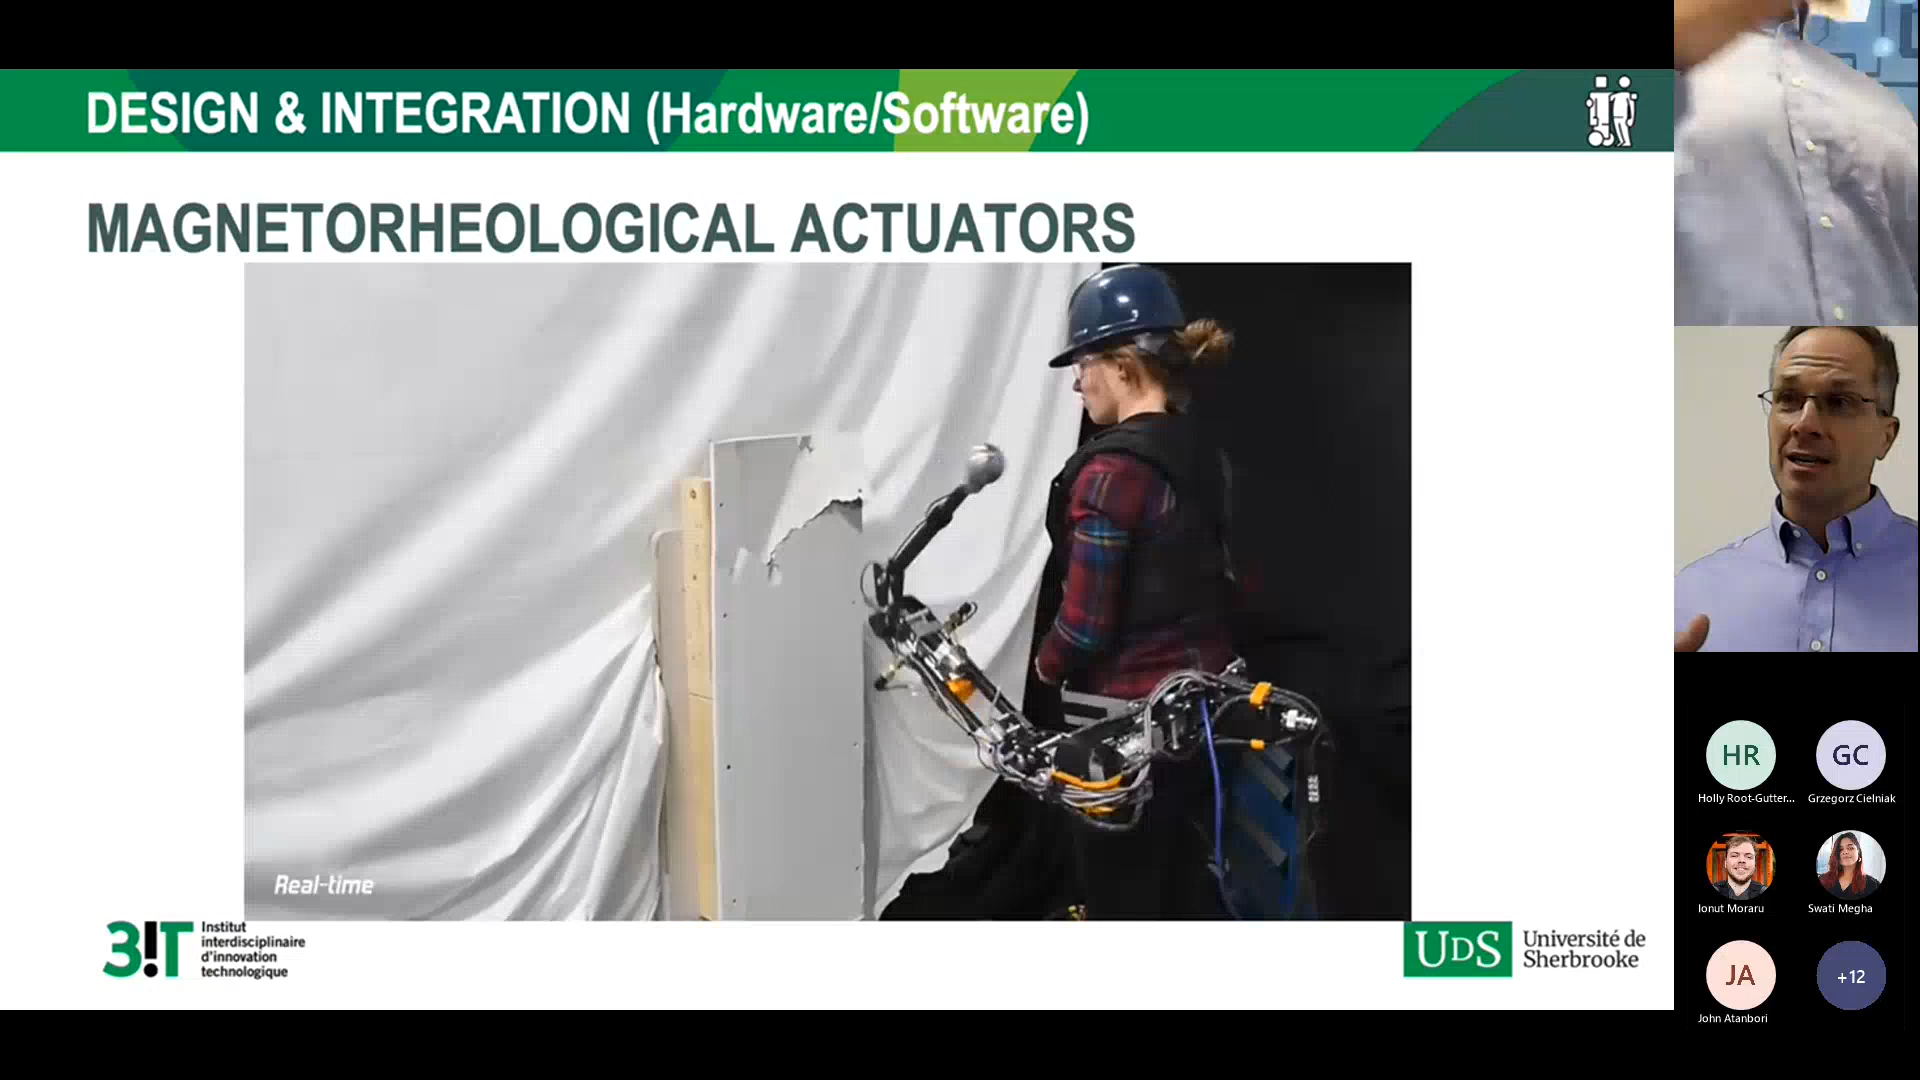 DESIGN & INTEGRATION (Hardware/Software)
MAGNETORHEOLOGICAL ACTUATORS
Real-time
3!T Institut
interdisciplinaire
d'innovation
technologique
UDS Université de
Sherbrooke
HR
GC
Holly Root-Gutter...
Grzegorz Cielniak
Ionut Moraru
Swati Megha
JA
+12
John Atanbori